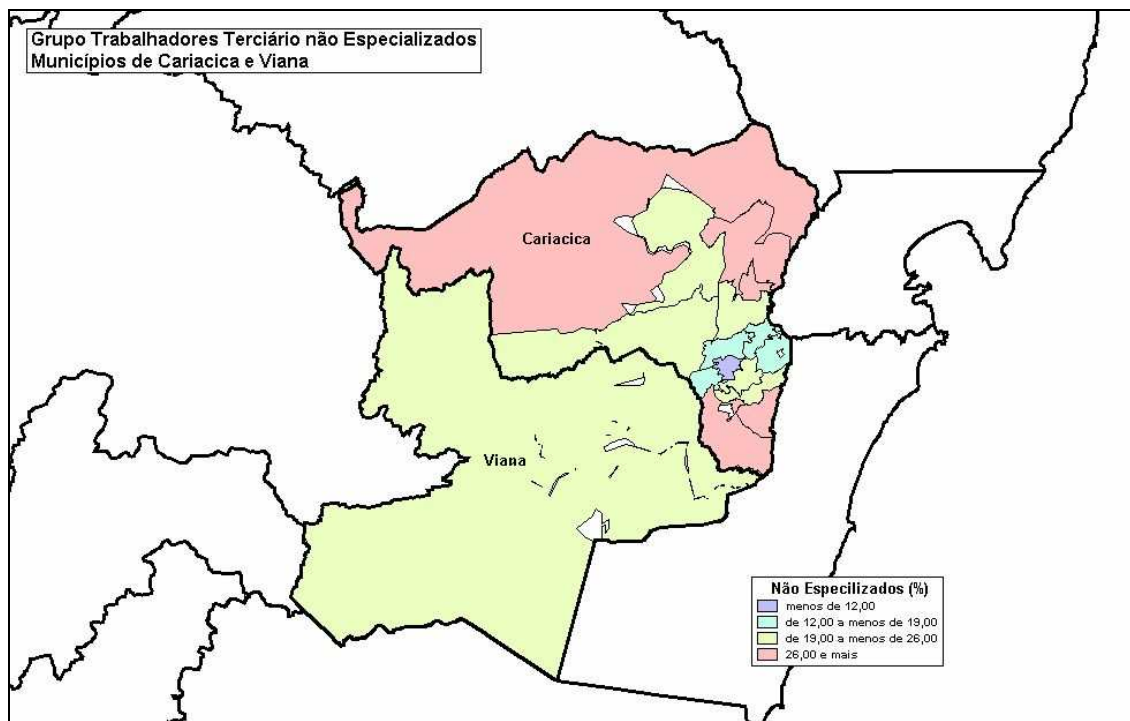 Grupo Trabalhadores Terciário não Especializados
Municípios de Cariacica e Viana
Cariacica
Viana
Não Especilizados (%)
menos de 12,00
de 12,00 a menos de 19,00
de 19,00 a menos de 26,00
26,00 e mais